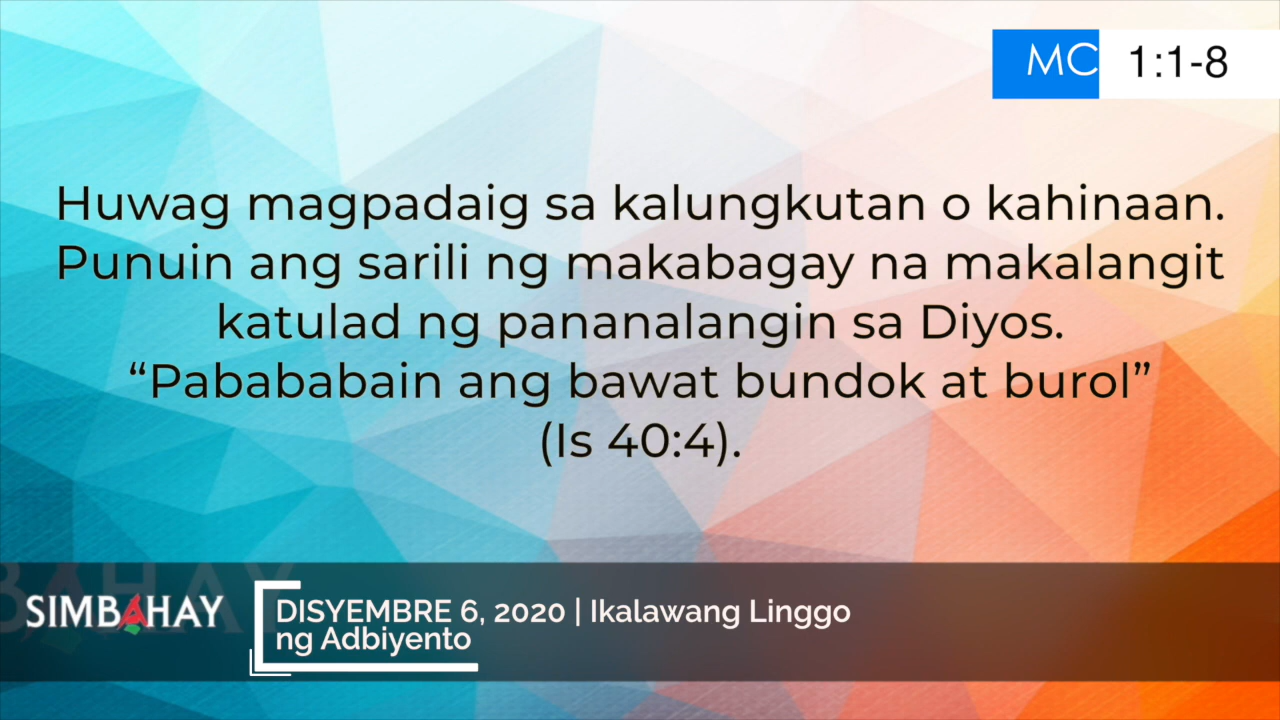 MC 1:1-8
Huwag magpadaig sa kalungkutan o kahinaan.
Punuin ang sarili ng makabagay na makalangit
katulad ng pananalangin sa Diyos.
“Pabababain ang bawat bundok at burol”
(Is 40:4).
SIMBAHAY
DISYEMBRE 6, 2020 | Ikalawang Linggo
ng Adbiyento